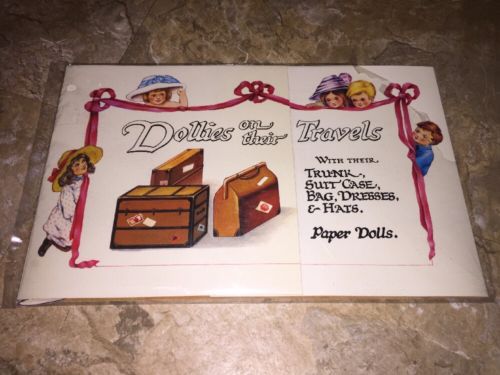 Dollies on their Travels
With their
Trunk,
Suit Case,
Bag, Dresses,
& Hats.
Paper Dolls.